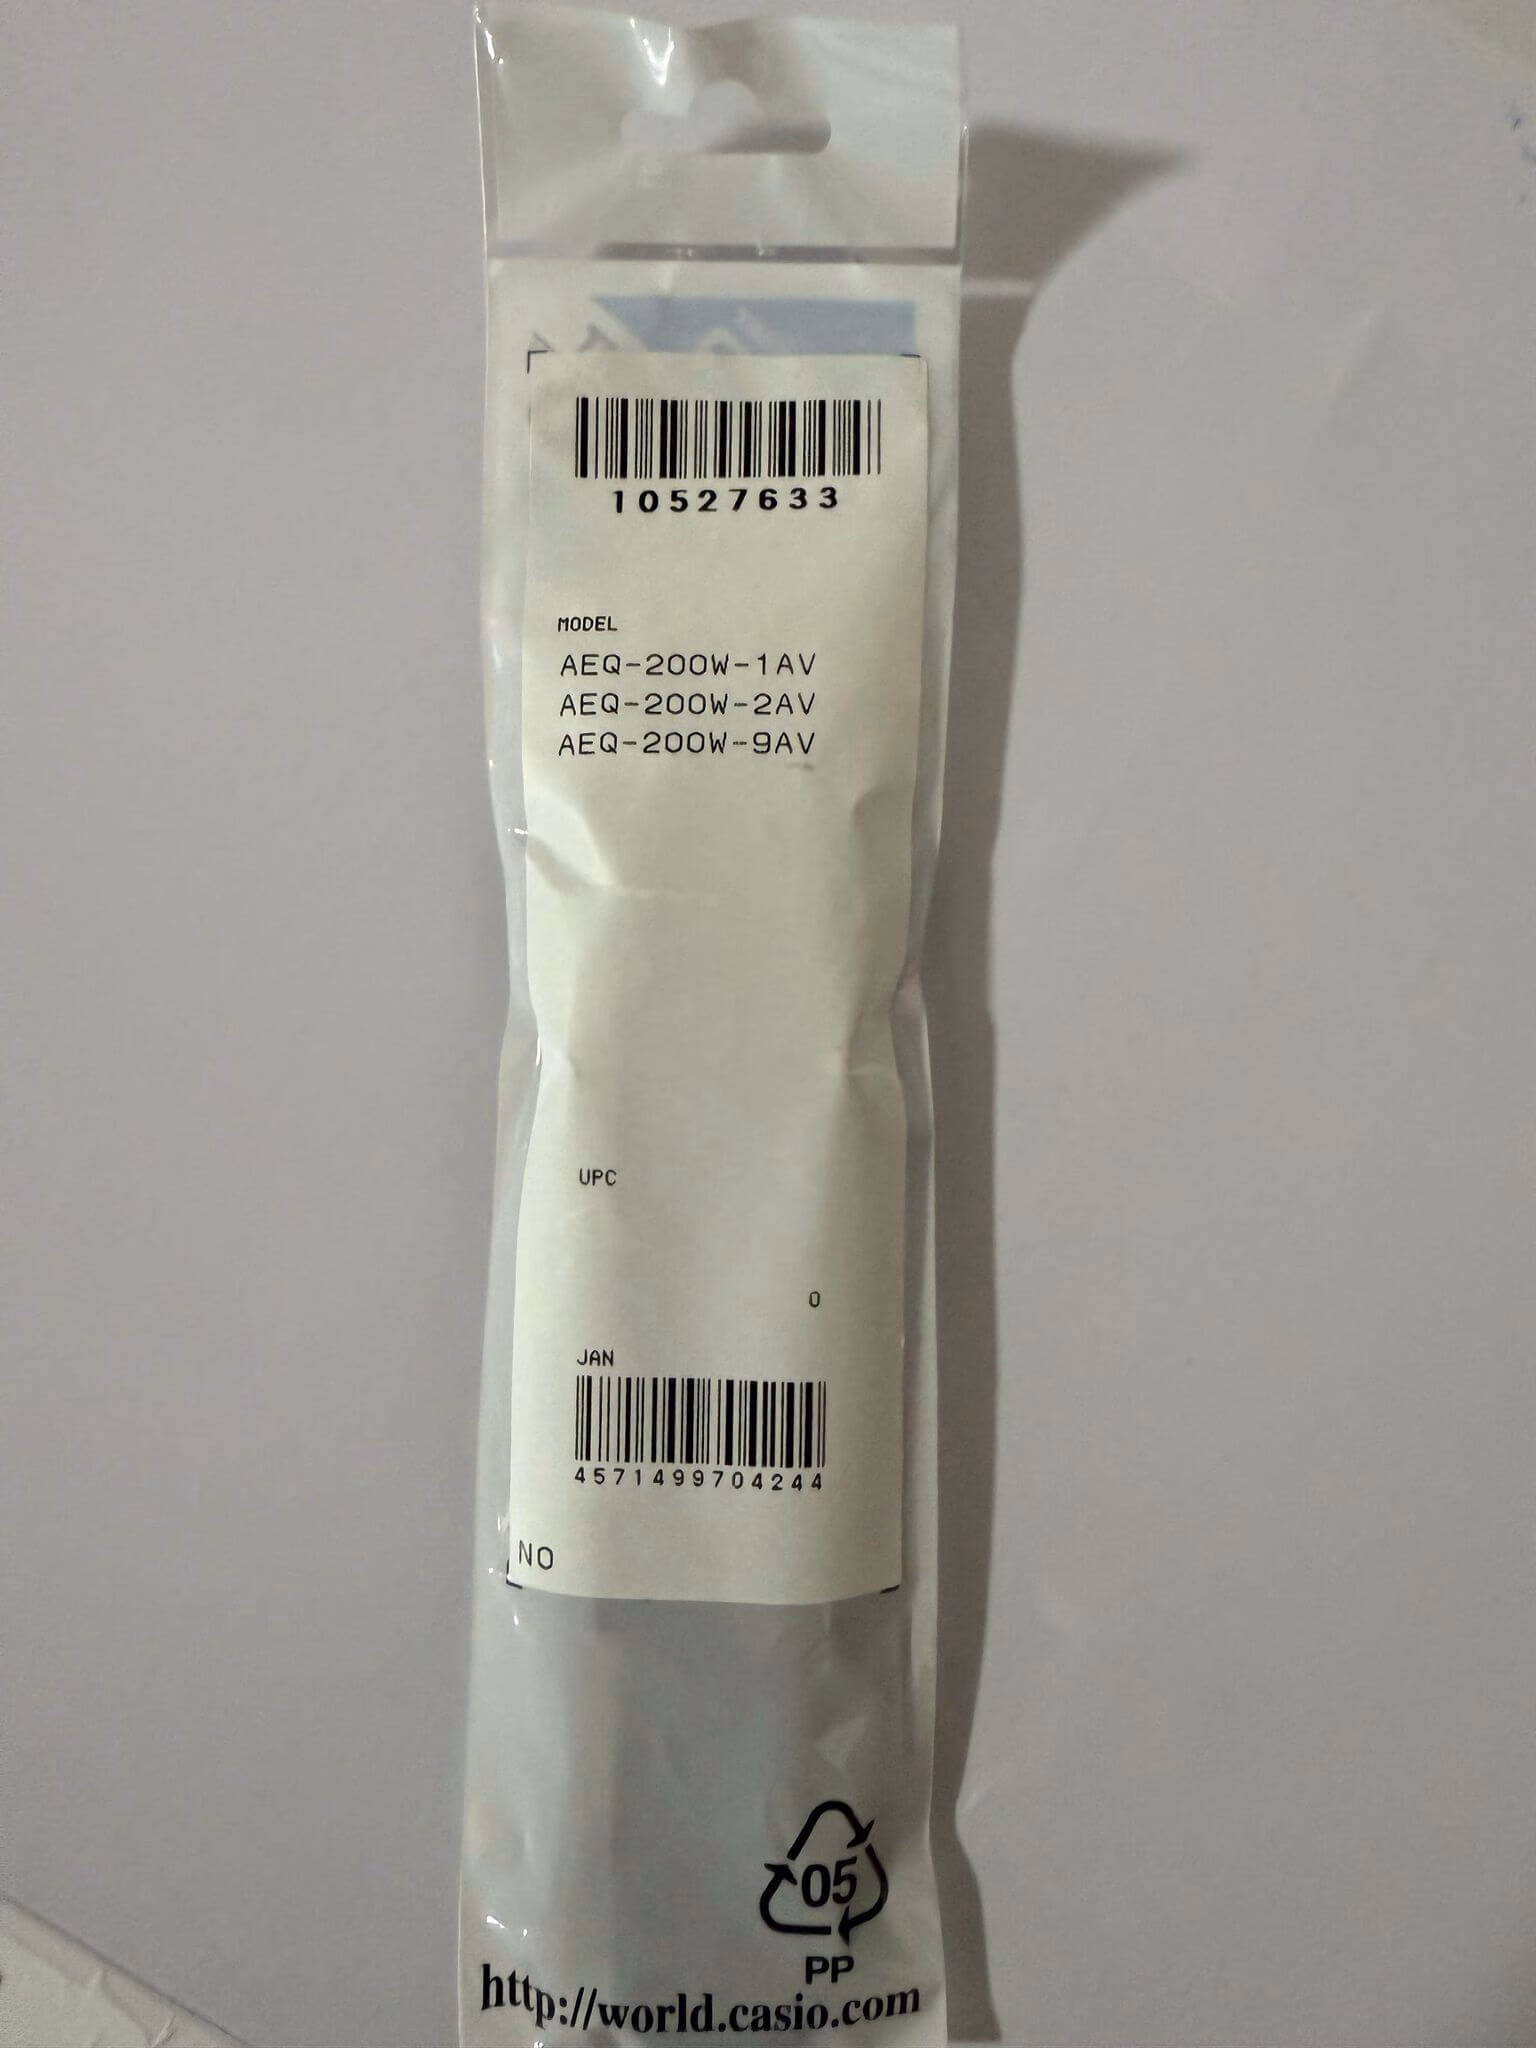 10527633
MODEL
AEQ-200W-1AV
AEQ-200W-2AV
AEQ-200W-9AV
UPC
0
JAN
4571499704244
NO
05
PP
http://world.casio.com